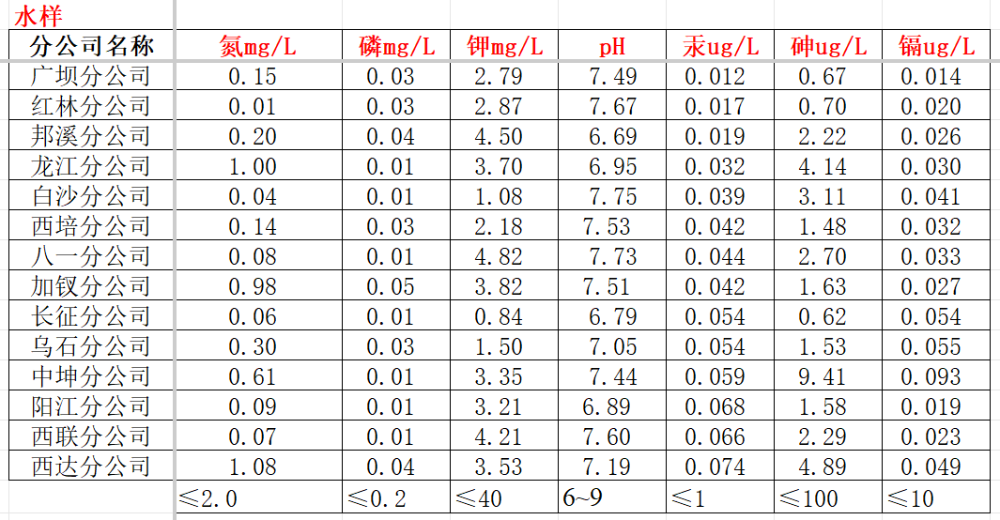 水样
分公司名称 氮mg/L 磷mg/L 钾mg/L pH 汞ug/L 砷ug/L 镉ug/L
广坝分公司 0.15 0.03 2.79 7.49 0.012 0.67 0.014
红林分公司 0.01 0.03 2.87 7.67 0.017 0.70 0.020
邦溪分公司 0.20 0.04 4.50 6.69 0.019 2.22 0.026
龙江分公司 1.00 0.01 3.70 6.95 0.032 4.14 0.030
白沙分公司 0.04 0.01 1.08 7.75 0.039 3.11 0.041
西培分公司 0.14 0.03 2.18 7.53 0.042 1.48 0.032
八一分公司 0.08 0.01 4.82 7.73 0.044 2.70 0.033
加钗分公司 0.98 0.05 3.82 7.51 0.042 1.63 0.027
长征分公司 0.06 0.01 0.84 6.79 0.054 0.62 0.054
乌石分公司 0.30 0.03 1.50 7.05 0.054 1.53 0.055
中坤分公司 0.61 0.01 3.35 7.44 0.059 9.41 0.093
阳江分公司 0.09 0.01 3.21 6.89 0.068 1.58 0.019
西联分公司 0.07 0.01 4.21 7.60 0.066 2.29 0.023
西达分公司 1.08 0.04 3.53 7.19 0.074 4.89 0.049
≤2.0 ≤0.2 ≤40 6~9 ≤1 ≤100 ≤10